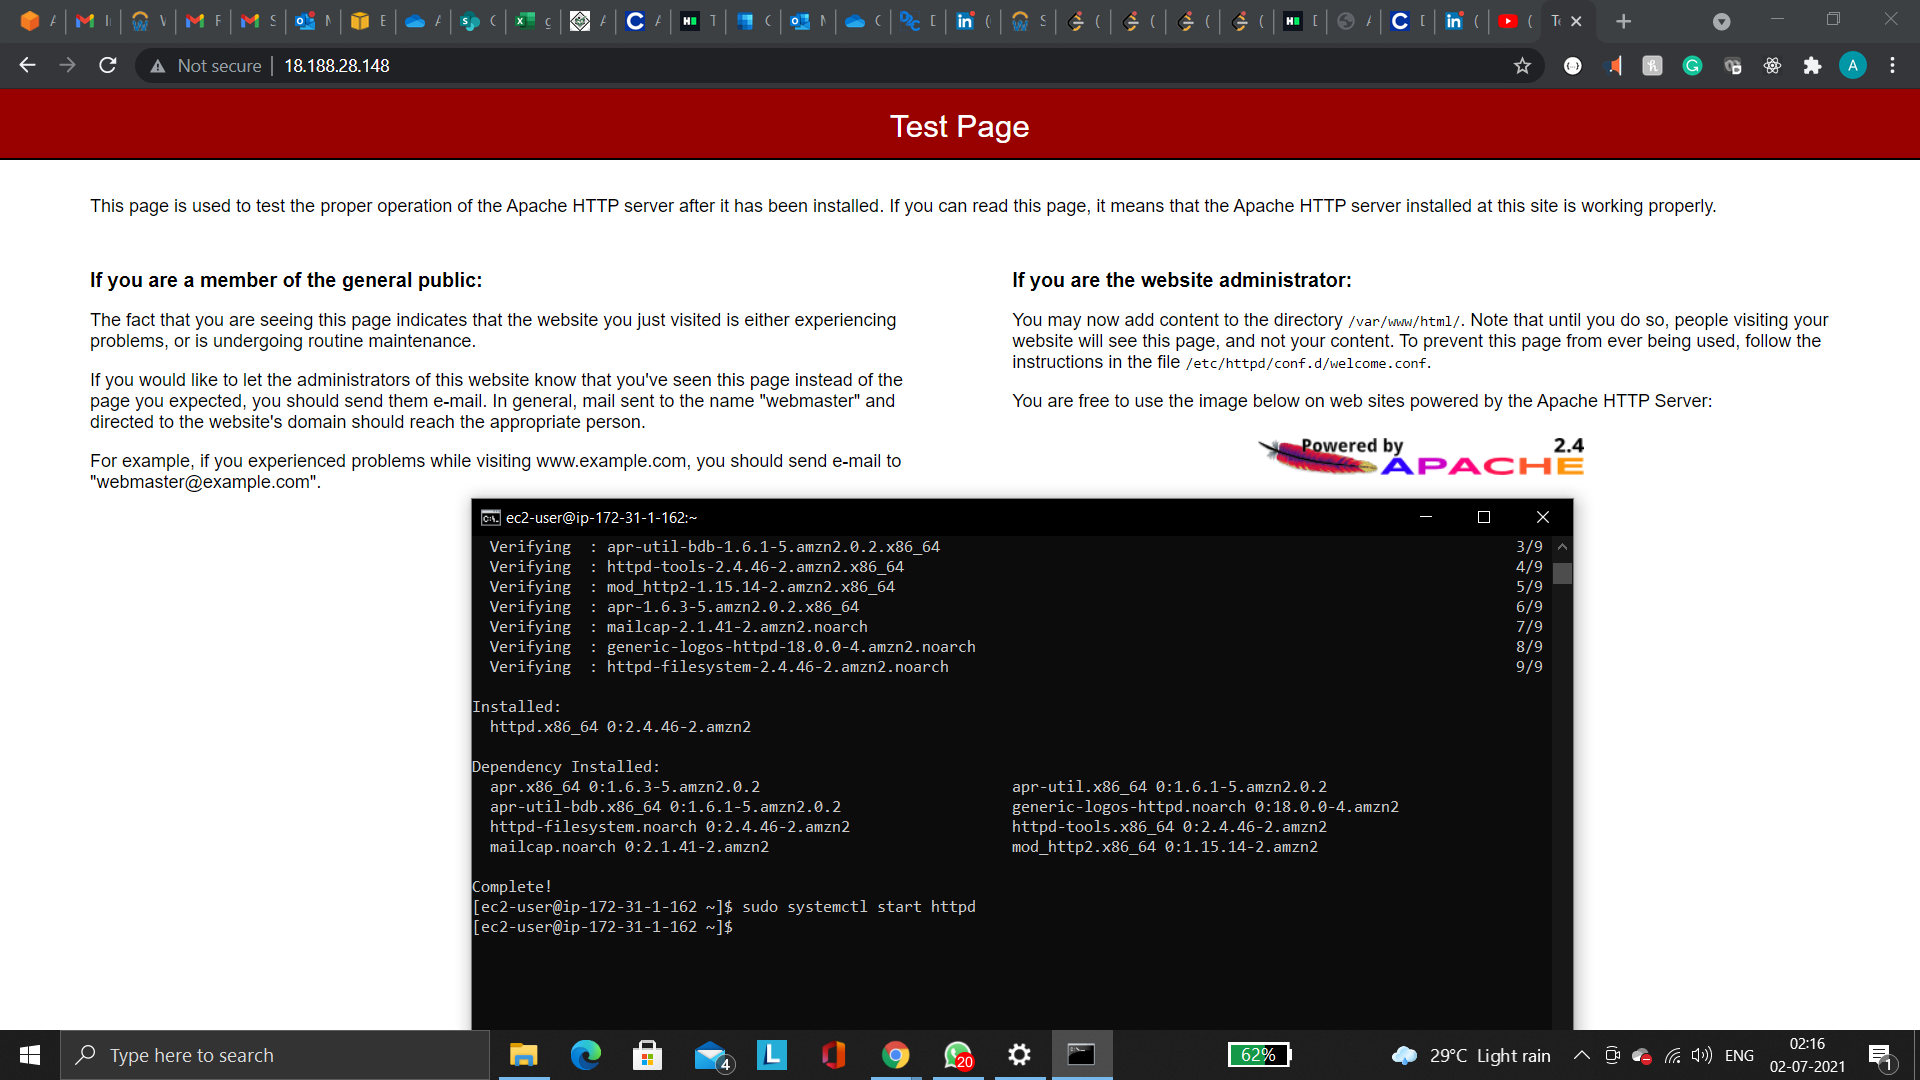 Not secure
18.188.28.148
Test Page
This page is used to test the proper operation of the Apache HTTP server after it has been installed. If you can read this page, it means that the Apache HTTP server installed at this site is working properly.
If you are a member of the general public:
The fact that you are seeing this page indicates that the website you just visited is either experiencing
problems, or is undergoing routine maintenance.
If you would like to let the administrators of this website know that you've seen this page instead of the
page you expected, you should send them e-mail. In general, mail sent to the name "webmaster" and
directed to the website's domain should reach the appropriate person.
For example, if you experienced problems while visiting www.example.com, you should send e-mail to
"webmaster@example.com".
If you are the website administrator:
You may now add content to the directory /var/www/html/. Note that until you do so, people visiting your
website will see this page, and not your content. To prevent this page from ever being used, follow the
instructions in the file /etc/httpd/conf.d/welcome.conf.
You are free to use the image below on web sites powered by the Apache HTTP Server:
Powered by 2.4
APACHE
ec2-user@ip-172-31-1-162:~
Verifying : apr-util-bdb-1.6.1-5.amzn2.0.2.x86_64 3/9
Verifying : httpd-tools-2.4.46-2.amzn2.x86_64 4/9
Verifying : mod_http2-1.15.14-2.amzn2.x86_64 5/9
Verifying : apr-1.6.3-5.amzn2.0.2.x86_64 6/9
Verifying : mailcap-2.1.41-2.amzn2.noarch 7/9
Verifying : generic-logos-httpd-18.0.0-4.amzn2.noarch 8/9
Verifying : httpd-filesystem-2.4.46-2.amzn2.noarch 9/9
Installed:
httpd.x86_64 0:2.4.46-2.amzn2
Dependency Installed:
apr.x86_64 0:1.6.3-5.amzn2.0.2 apr-util.x86_64 0:1.6.1-5.amzn2.0.2
apr-util-bdb.x86_64 0:1.6.1-5.amzn2.0.2 generic-logos-httpd.noarch 0:18.0.0-4.amzn2
httpd-filesystem.noarch 0:2.4.46-2.amzn2 httpd-tools.x86_64 0:2.4.46-2.amzn2
mailcap.noarch 0:2.1.41-2.amzn2 mod_http2.x86_64 0:1.15.14-2.amzn2
Complete!
[ec2-user@ip-172-31-1-162 ~]$ sudo systemctl start httpd
[ec2-user@ip-172-31-1-162 ~]$
Type here to search
4
L
20
62%
29°C Light rain
ENG
02:16
02-07-2021
1